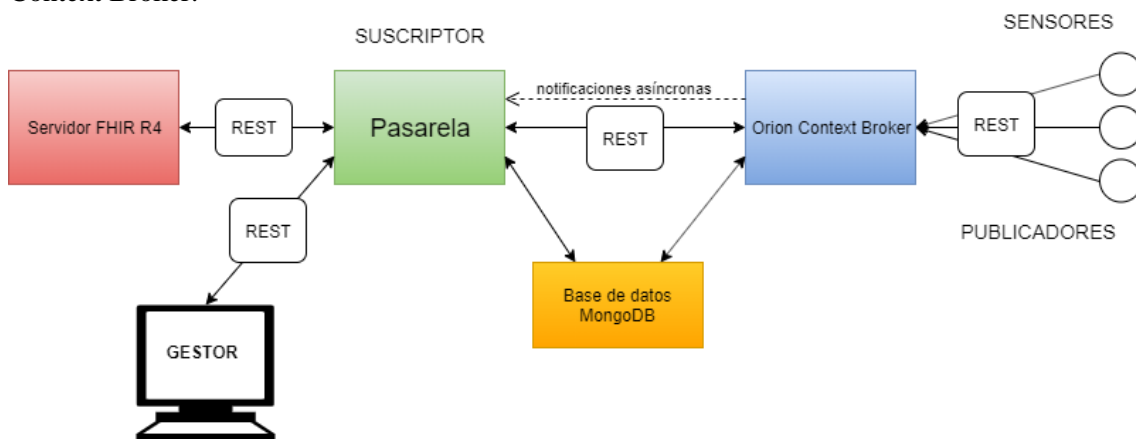 Context Broker.
SENSORES
SUSCRIPTOR
notificaciones asíncronas
Servidor FHIR R4
REST
Pasarela
REST
Orion Context Broker
REST
REST
PUBLICADORES
Base de datos
MongoDB
GESTOR